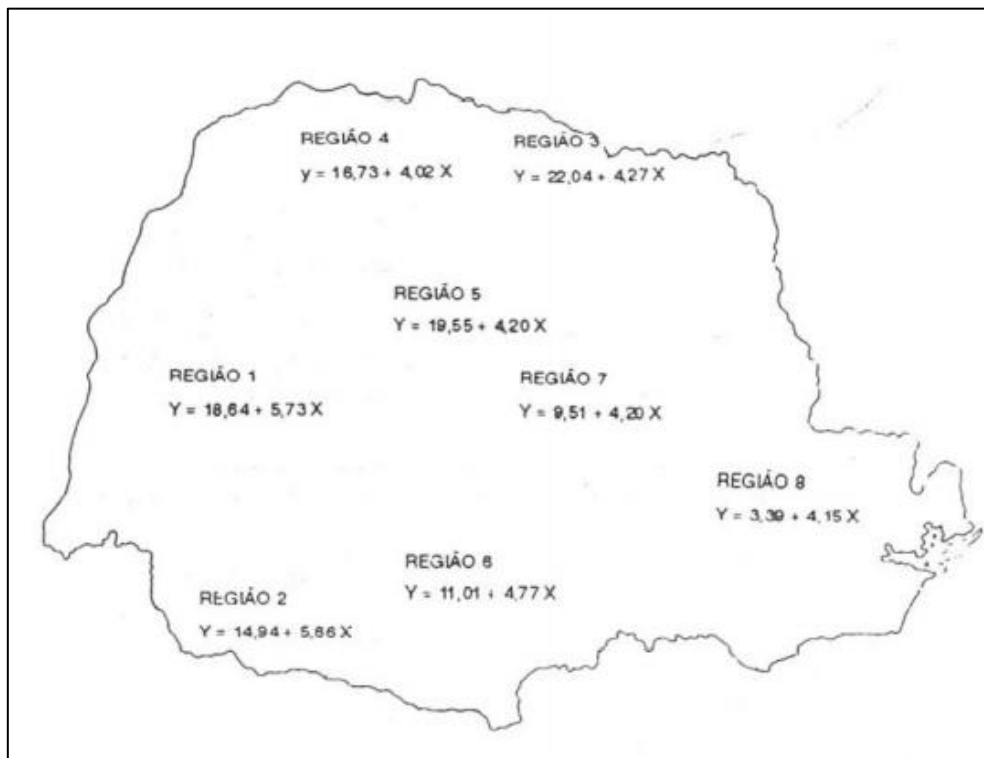 REGIÃO 4
y = 16,73 + 4,02 X
REGIÃO 3
Y = 22,04 + 4,27 X
REGIÃO 5
Y = 19,55 + 4,20 X
REGIÃO 1
Y = 18,64 + 5,73 X
REGIÃO 7
Y = 9,51 + 4,20 X
REGIÃO 8
Y = 3,39 + 4,15 X
REGIÃO 6
Y = 11,01 + 4,77 X
REGIÃO 2
Y = 14,94 + 5,66 X